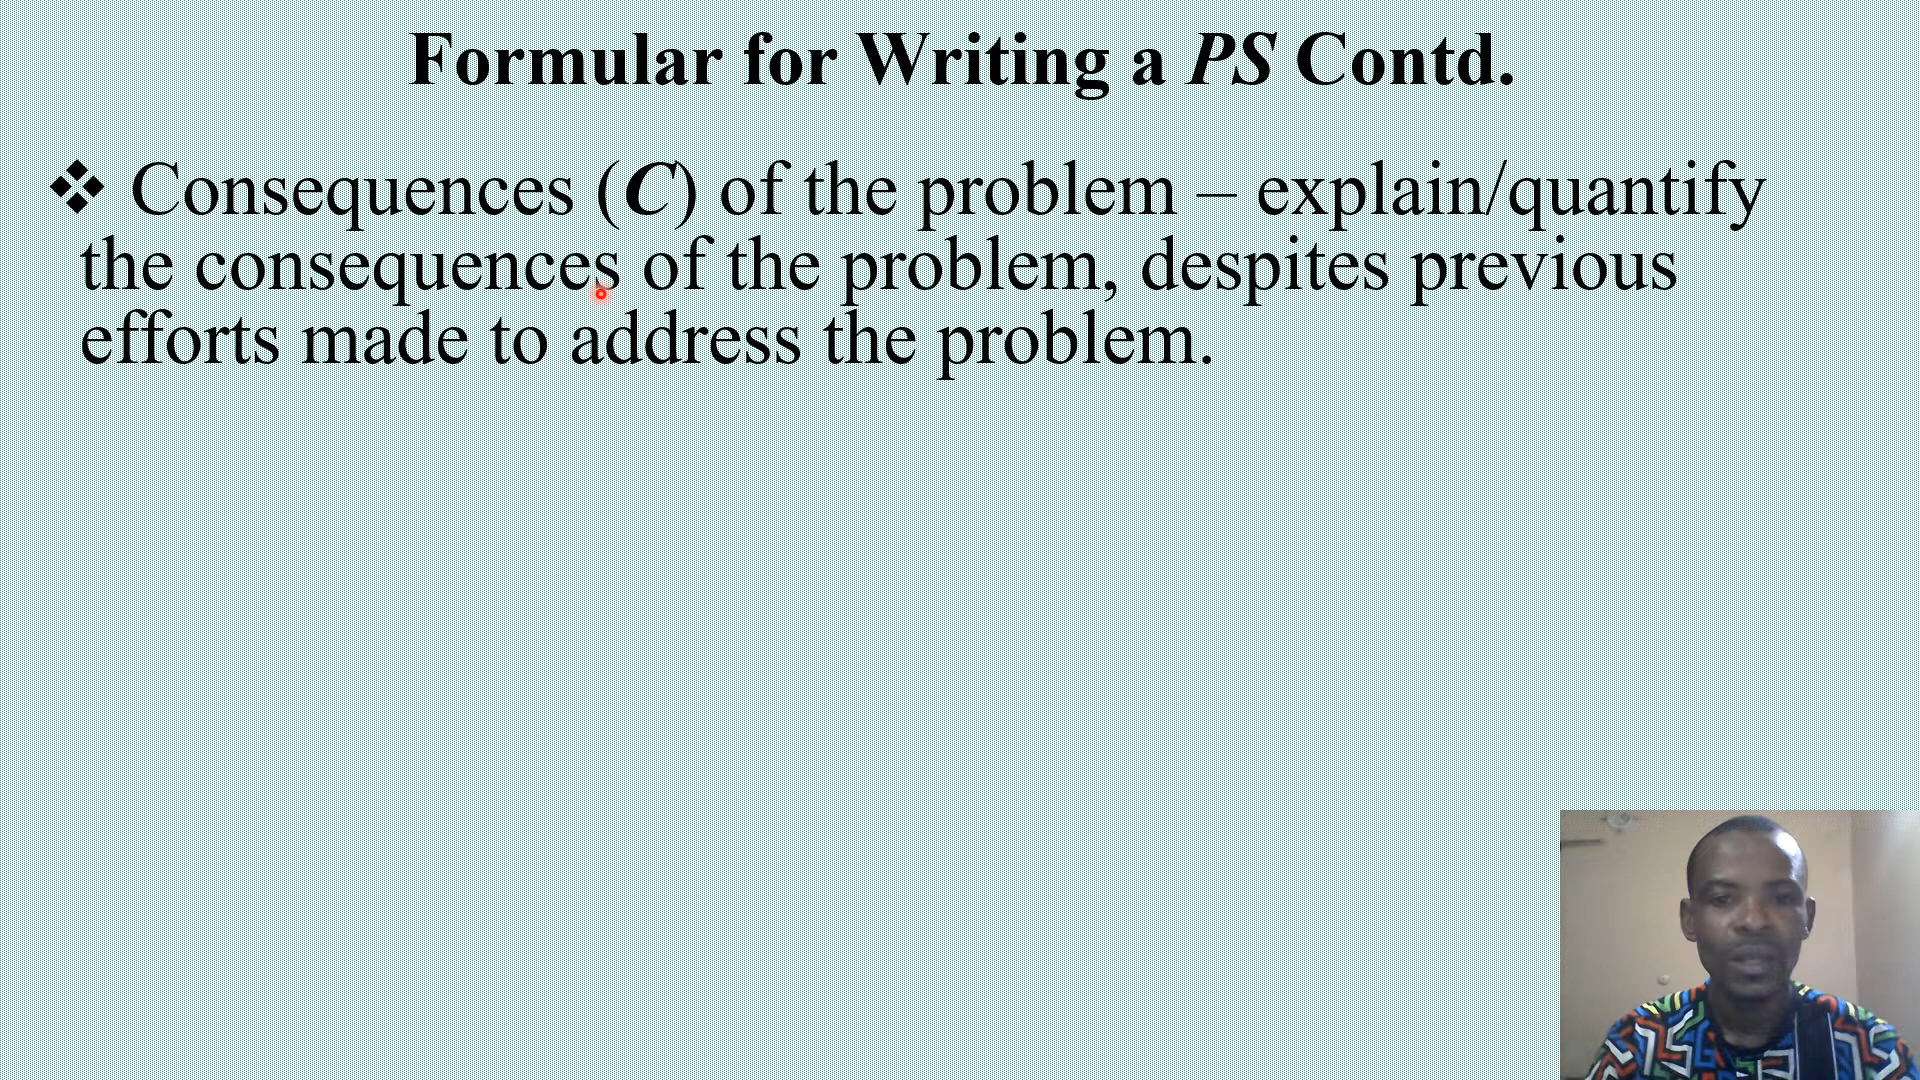 Formular for Writing a PS Contd.
❖ Consequences (C) of the problem – explain/quantify
the consequences of the problem, despites previous
efforts made to address the problem.